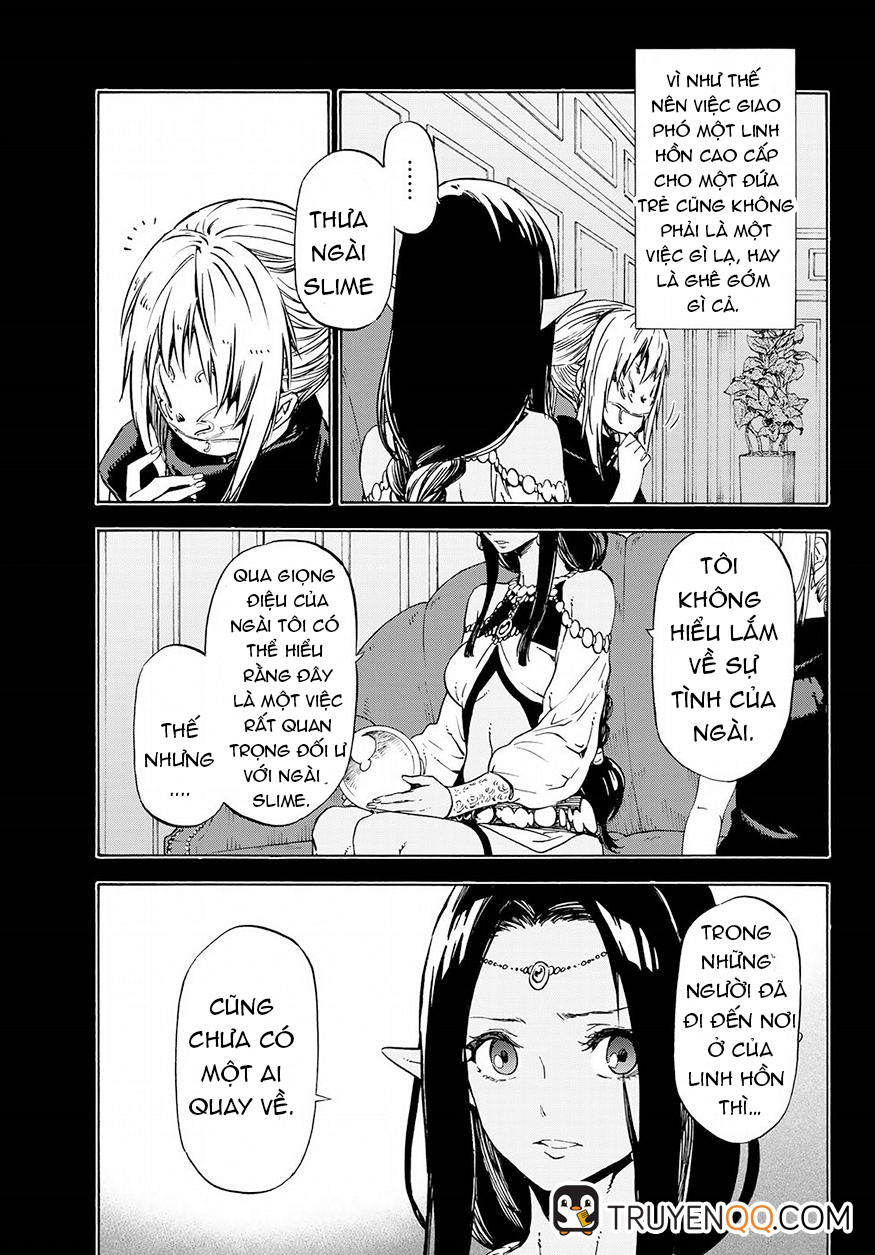 VÌ NHƯ THẾ
NÊN VIỆC GIAO
PHÓ MỘT LINH
HỒN CAO CẤP
CHO MỘT ĐỨA
TRẺ CŨNG KHÔNG
PHẢI LÀ MỘT
VIỆC GÌ LẠ, HAY
LÀ GHÊ GỚM
GÌ CẢ.
......
THƯA
NGÀI
SLIME
TÔI
KHÔNG
HIỂU LẮM
VỀ SỰ
TÌNH CỦA
NGÀI.
QUA GIỌNG
ĐIỆU CỦA
NGÀI TÔI CÓ
THỂ HIỂU
RẰNG ĐÂY
LÀ MỘT VIỆC
RẤT QUAN
TRỌNG ĐỐI Ư
VỚI NGÀI
SLIME.
THẾ
NHƯNG
....
TRONG
NHỮNG
NGƯỜI ĐÃ
ĐI ĐẾN NƠI
Ở CỦA
LINH HỒN
THÌ...
CŨNG
CHƯA CÓ
MỘT AI
QUAY VỀ.
TRUYENQQ.COM